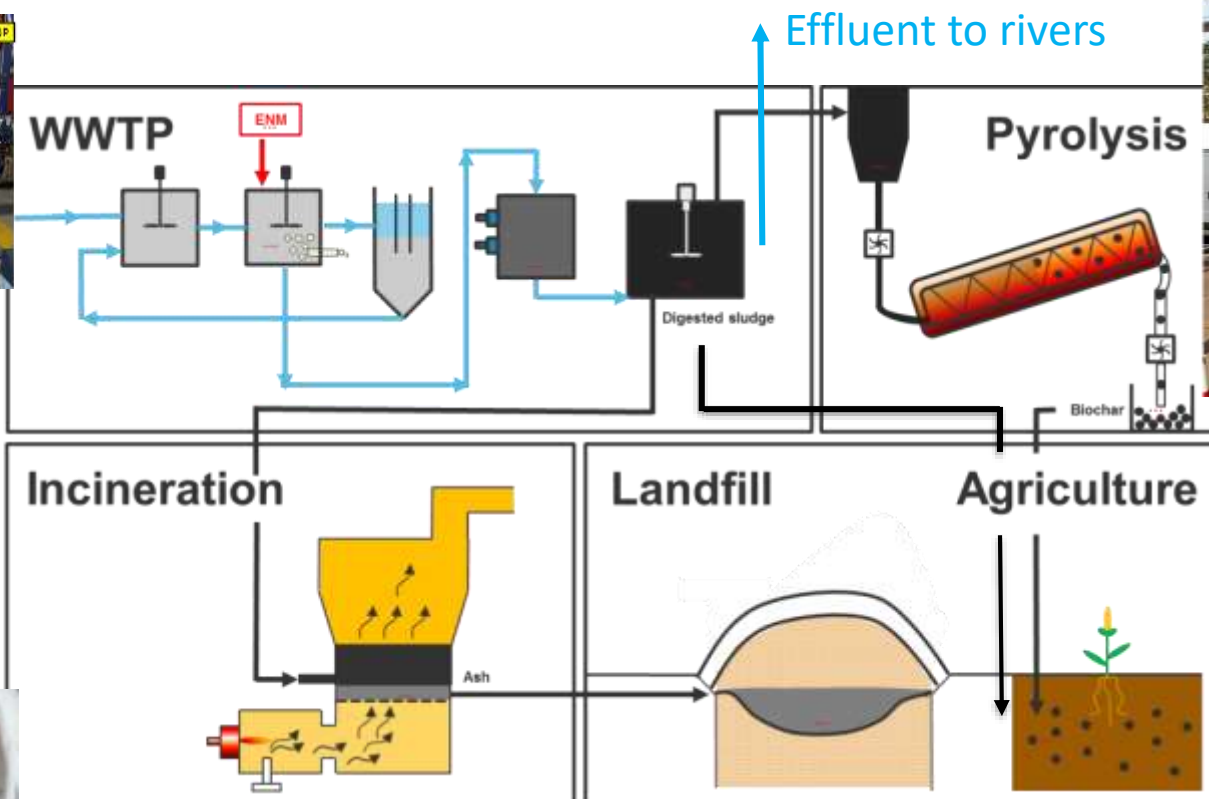 Effluent to rivers
WWTP
ENM
Digested sludge
Pyrolysis
Biochar
Incineration
Ash
Landfill
Agriculture